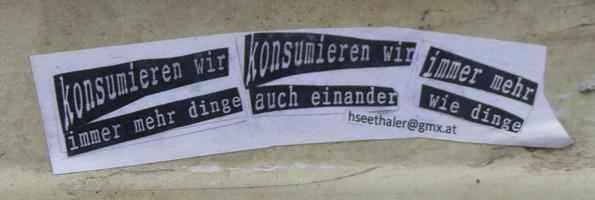 konsumieren wir
immer mehr dinge
konsumieren wir
auch einander
immer mehr
wie dinge
hseethaler@gmx.at